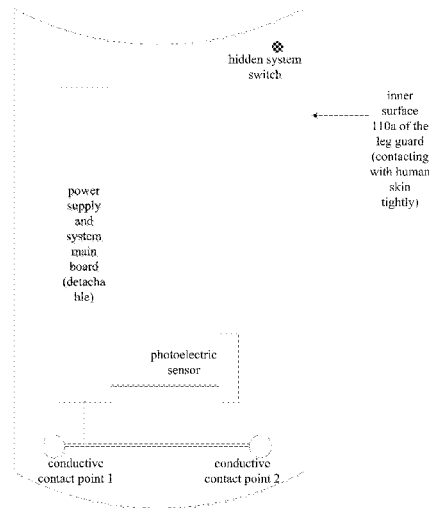 hidden system
switch
inner
surface
110a of the
leg guard
(contacting
with human
skin
tightly)
power
supply
and
system
main
board
(detacha
ble)
photoelectric
sensor
conductive
contact point 1
conductive
contact point 2